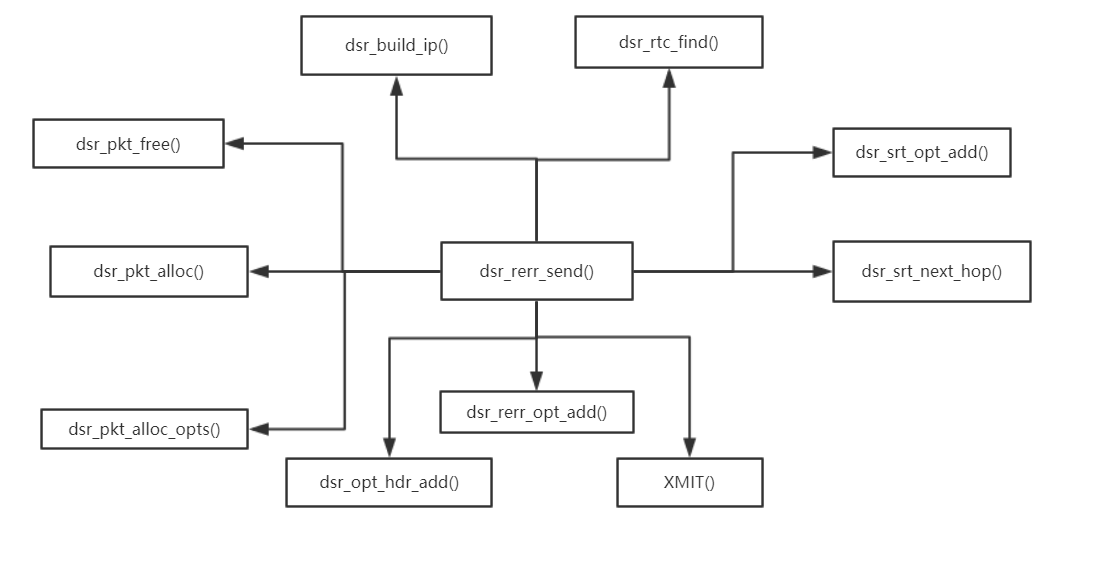 dsr_build_ip()
dsr_rtc_find()
dsr_pkt_free()
dsr_srt_opt_add()
dsr_pkt_alloc()
dsr_rerr_send()
dsr_srt_next_hop()
dsr_rerr_opt_add()
dsr_pkt_alloc_opts()
dsr_opt_hdr_add()
XMIT()